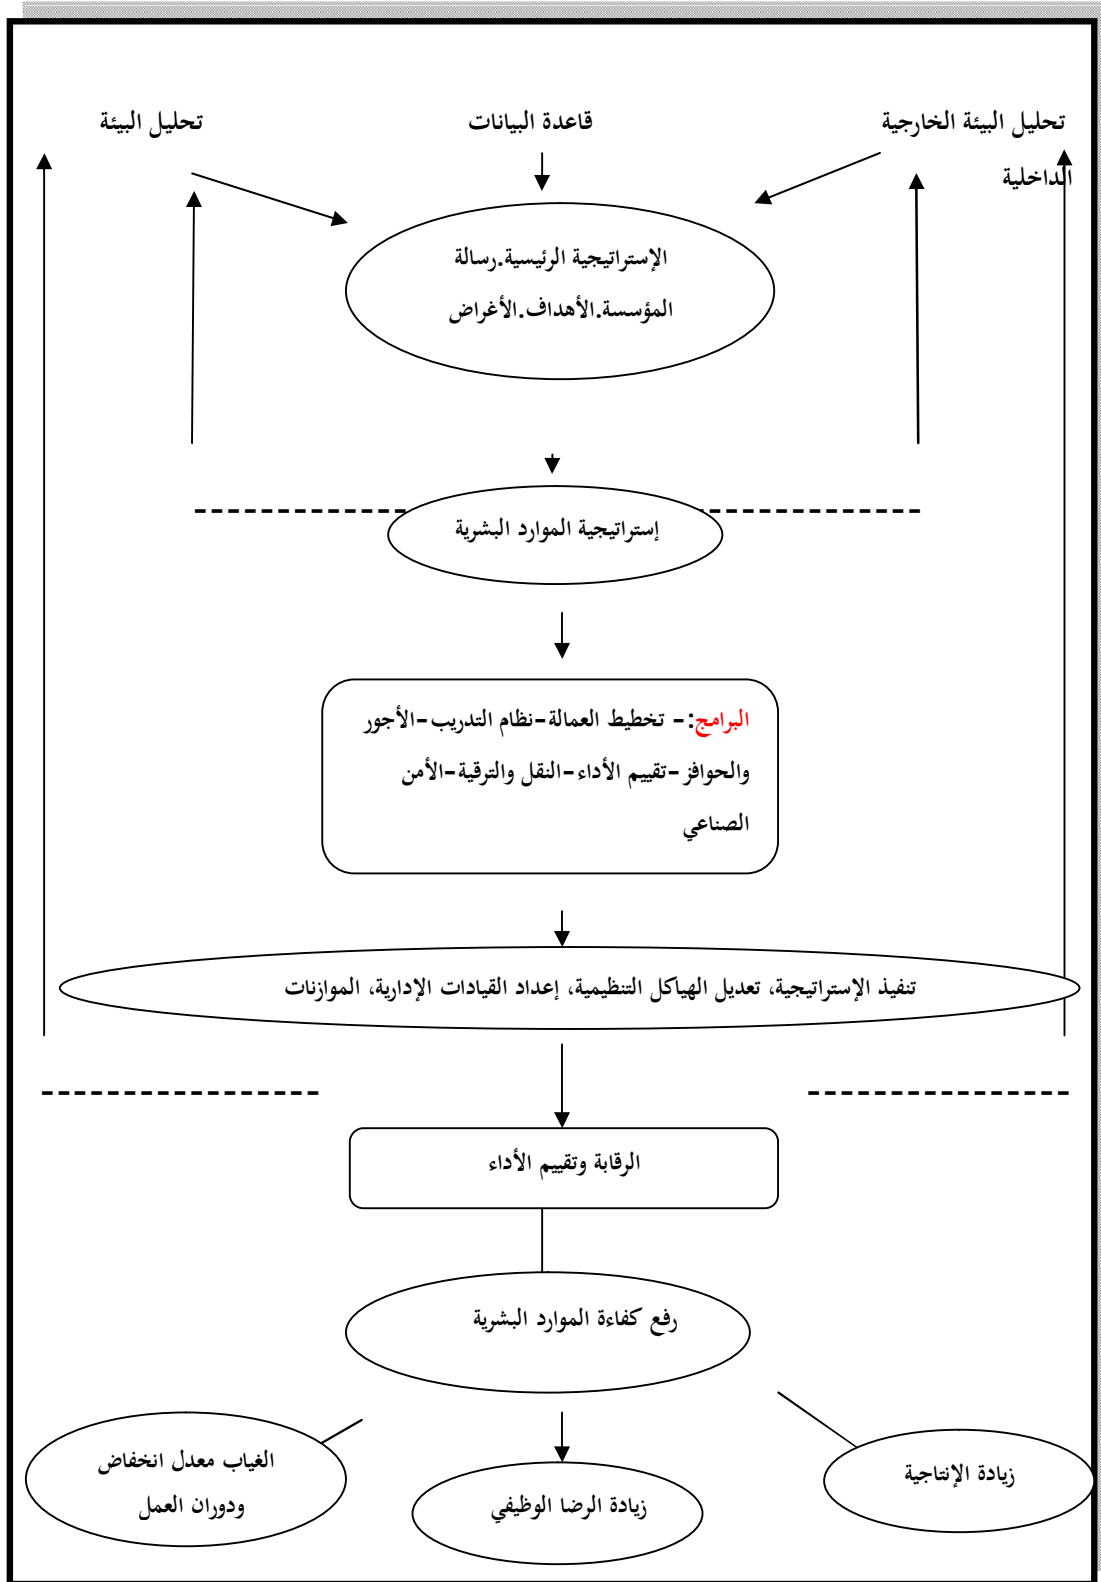 تحليل البيئة الخارجية قاعدة البيانات تحليل البيئة
الداخلية
الإستراتيجية الرئيسية.رسالة
المؤسسة.الأهداف.الأغراض
إستراتيجية الموارد البشرية
البرامج:- تخطيط العمالة-نظام التدريب-الأجور
والحوافز-تقييم الأداء-النقل والترقية-الأمن
الصناعي
تنفيذ الإستراتيجية، تعديل الهياكل التنظيمية، إعداد القيادات الإدارية، الموازنات
الرقابة وتقييم الأداء
رفع كفاءة الموارد البشرية
زيادة الإنتاجية
زيادة الرضا الوظيفي
الغياب معدل انخفاض
ودوران العمل